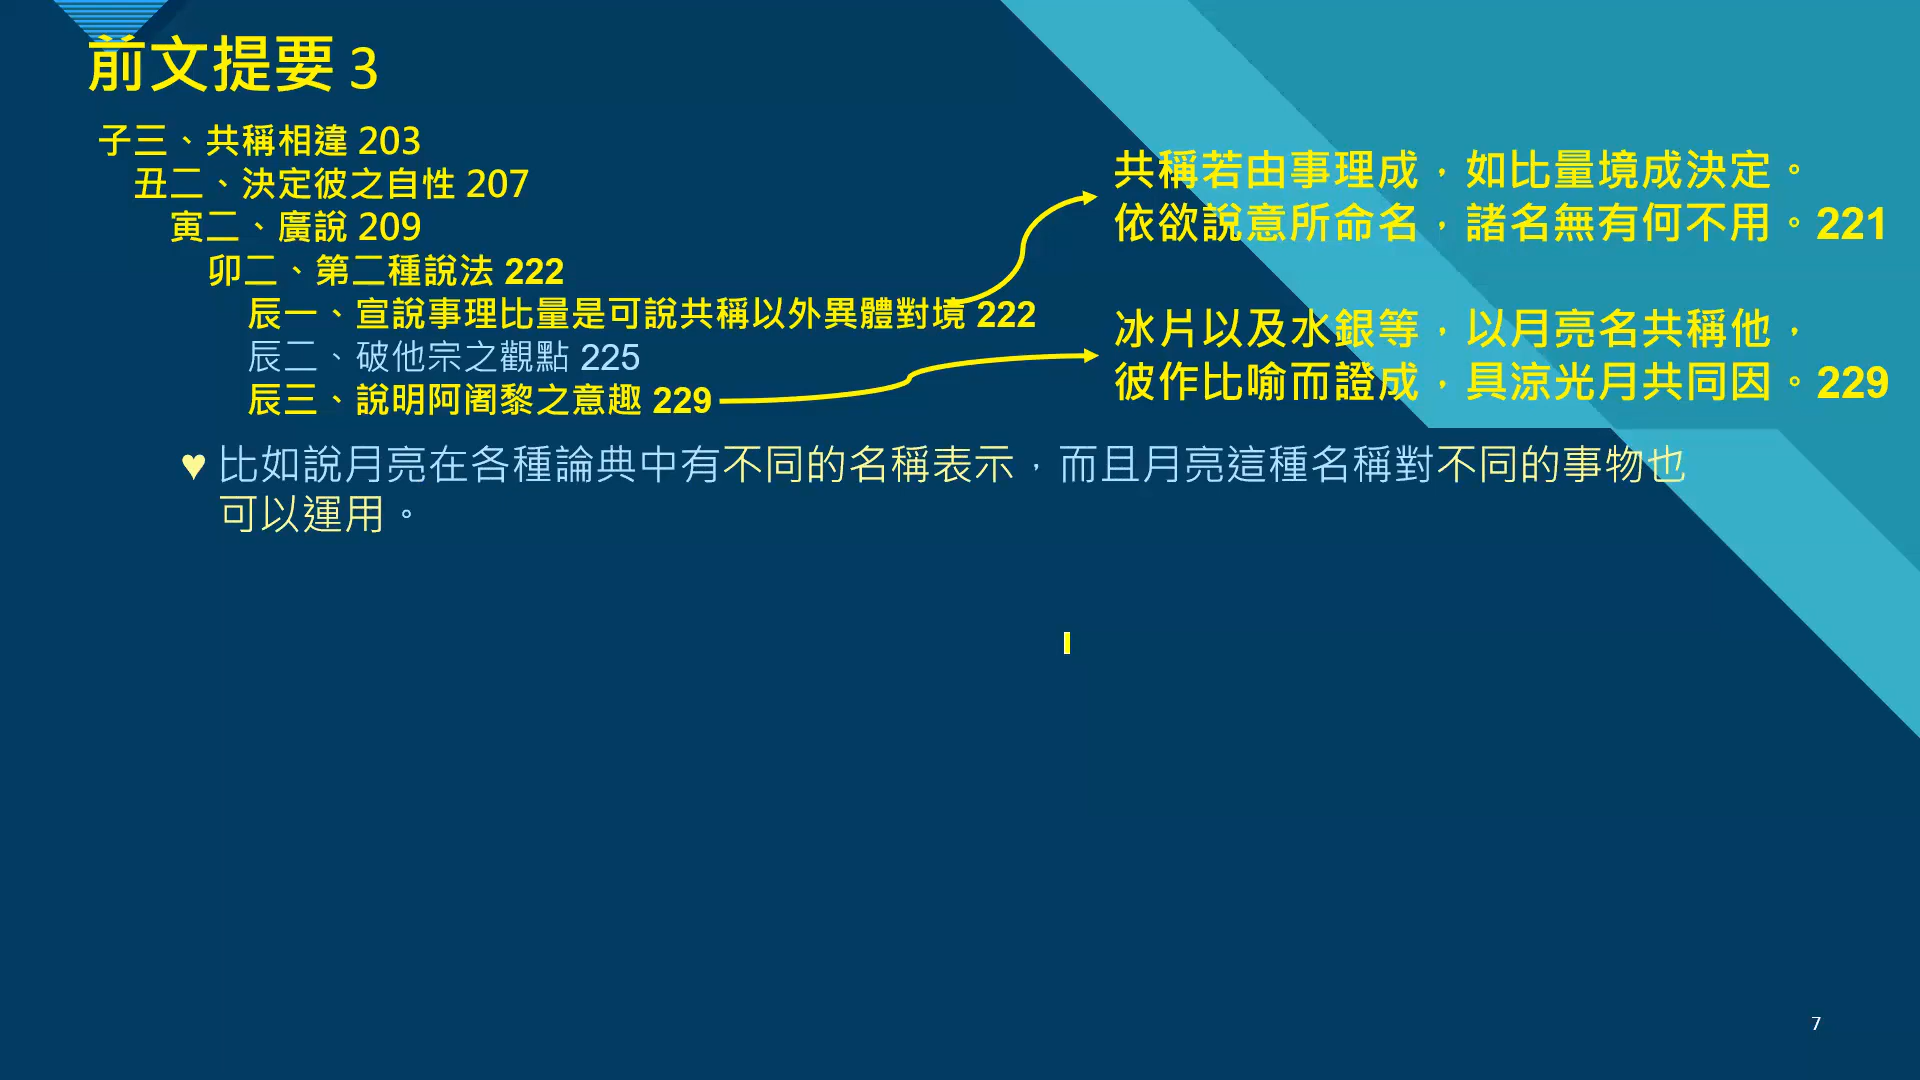 前文提要 3
子三、共稱相違 203
丑二、決定彼之自性 207
寅二、廣說 209
卯二、第二種說法 222
辰一、宣說事理比量是可說共稱以外異體對境 222
辰二、破他宗之觀點 225
辰三、說明阿阇黎之意趣 229
共稱若由事理成，如比量境成決定。
依欲說意所命名，諸名無有何不用。221
冰片以及水銀等，以月亮名共稱他，
彼作比喻而證成，具涼光月共同因。229
♥ 比如說月亮在各種論典中有不同的名稱表示，而且月亮這種名稱對不同的事物也
可以運用。
7